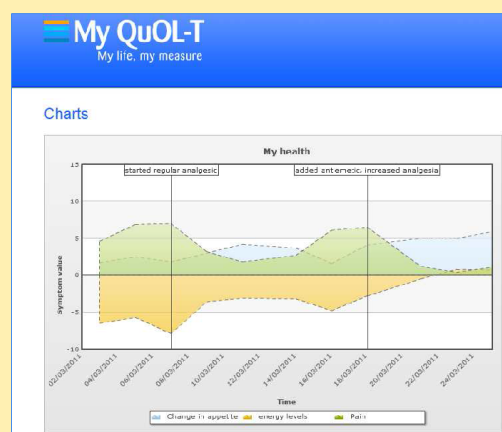 My QuOL-T
My life, my measure
Charts
My health
started regular analgesic
added antiemetic, increased analgesia
15
10
5
0
-5
-10
Symptom value
02/03/2011
04/03/2011
06/03/2011
08/03/2011
10/03/2011
12/03/2011
14/03/2011
16/03/2011
18/03/2011
20/03/2011
22/03/2011
24/03/2011
Time
Change in appetite
energy levels
Pain